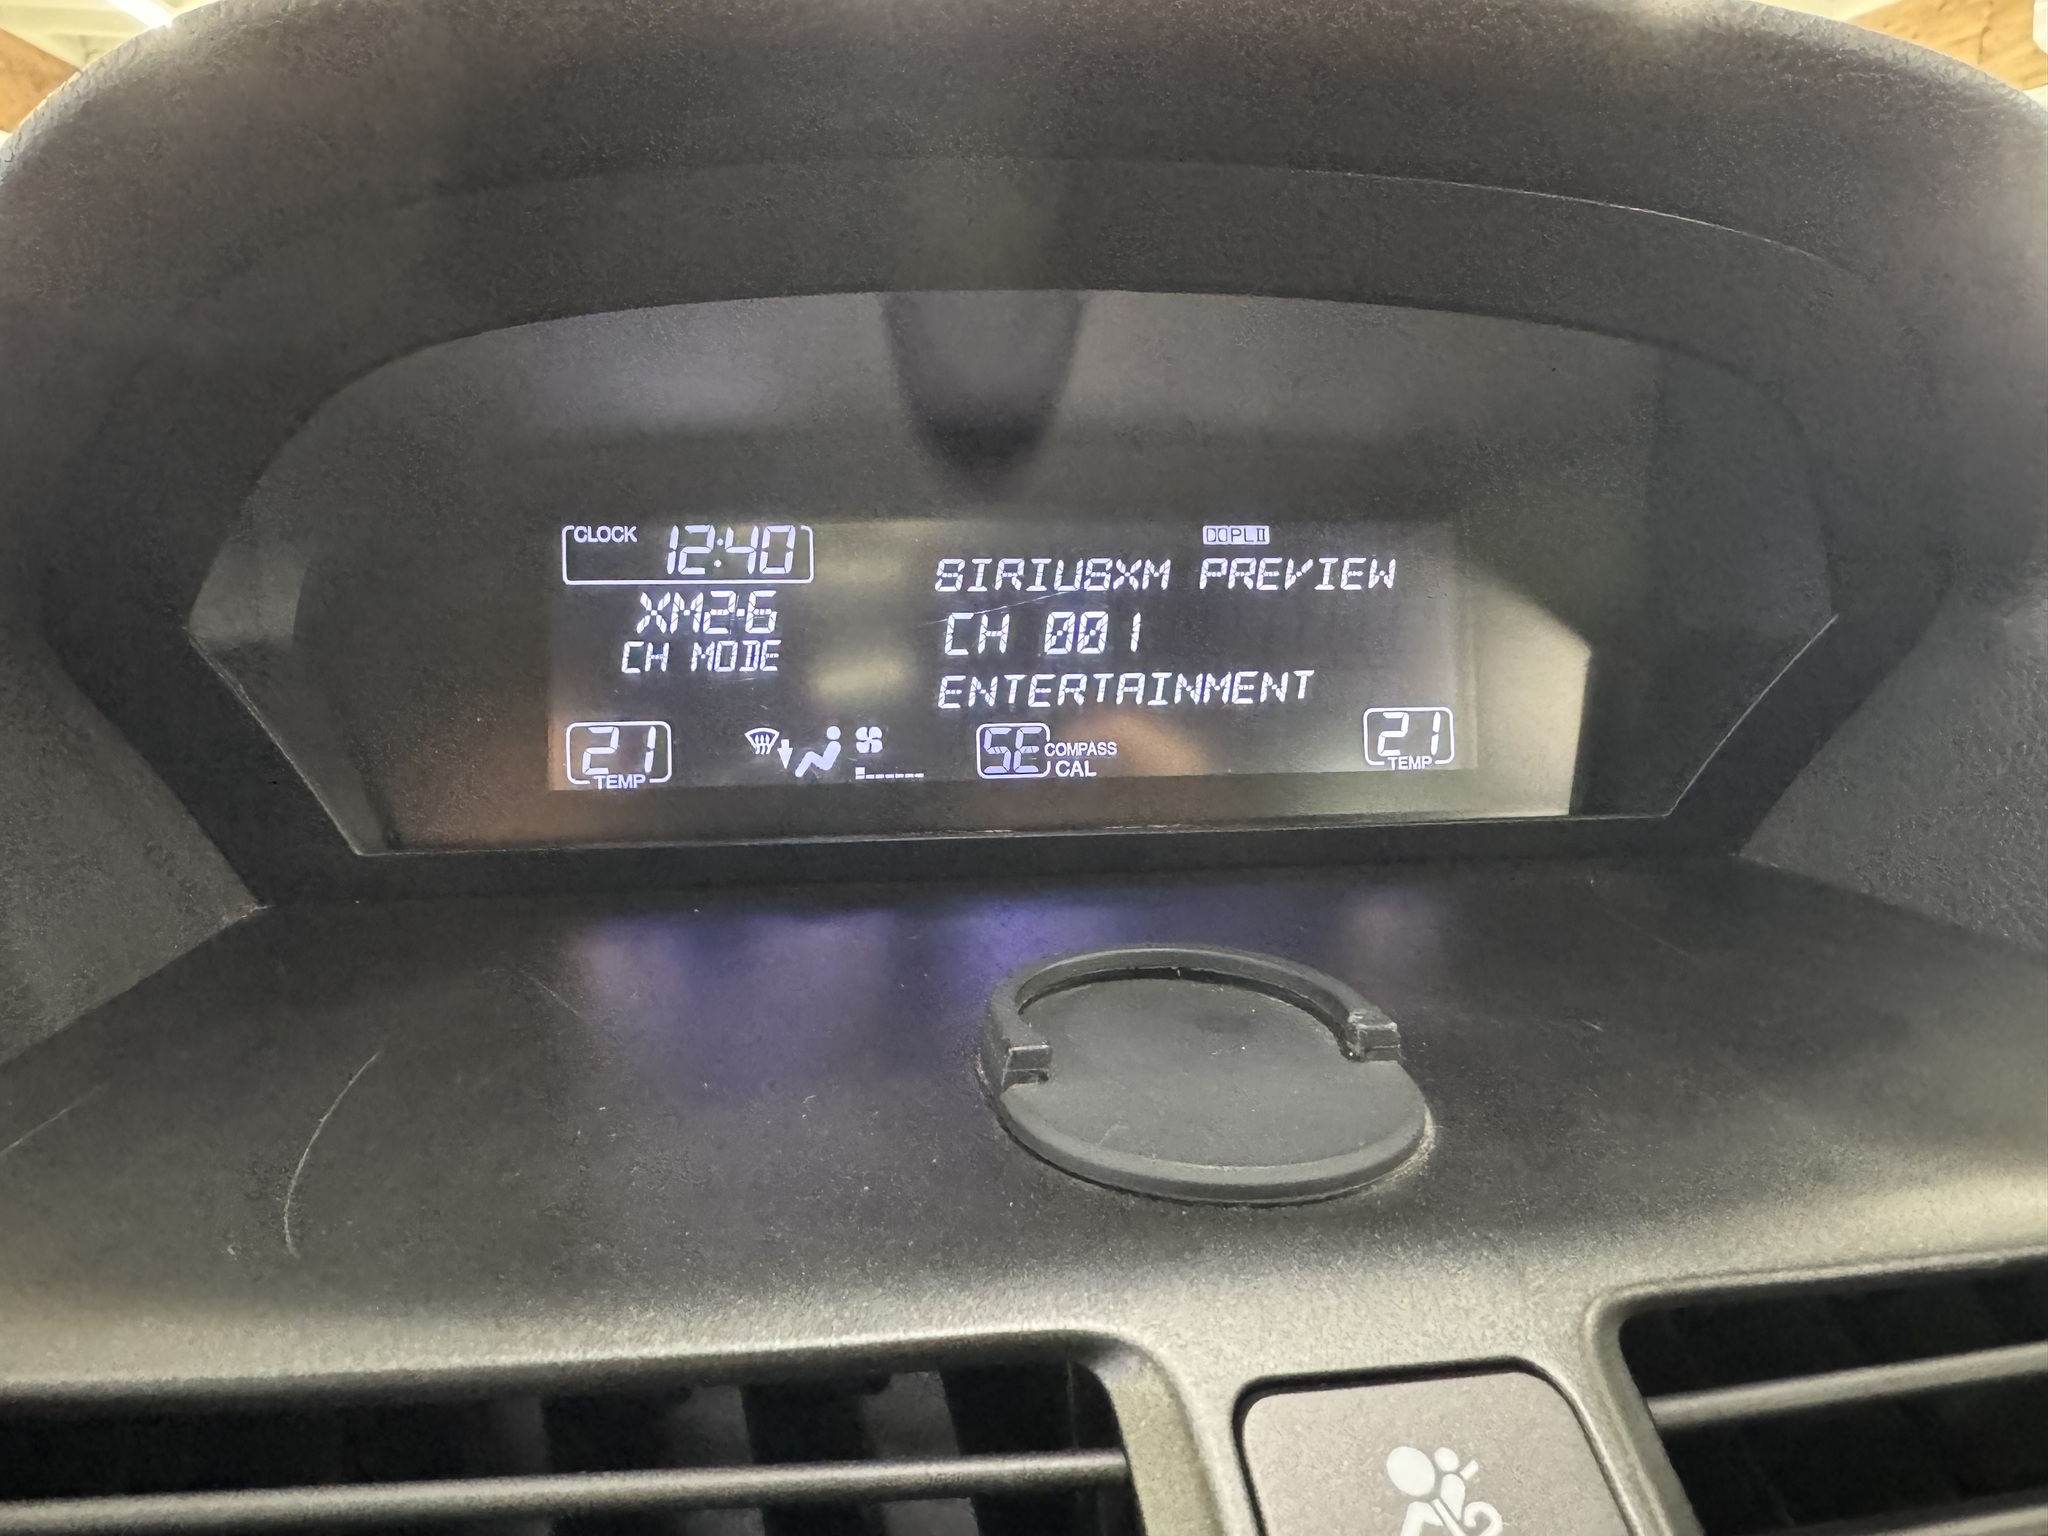 CLOCK 12:40
XM2-6
CH MODE
DDPLII
SIRIUSXM PREVIEW
CH 001
ENTERTAINMENT
21
TEMP
SE COMPASS
CAL
21
TEMP